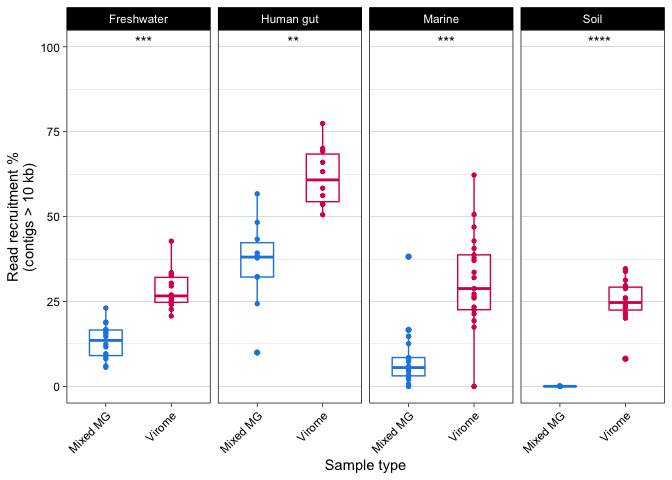 Freshwater Human gut Marine Soil
*** ** *** ****
100
75
50
25
0
Read recruitment %
(contigs > 10 kb)
Mixed MG Virome Mixed MG Virome Mixed MG Virome Mixed MG Virome
Sample type